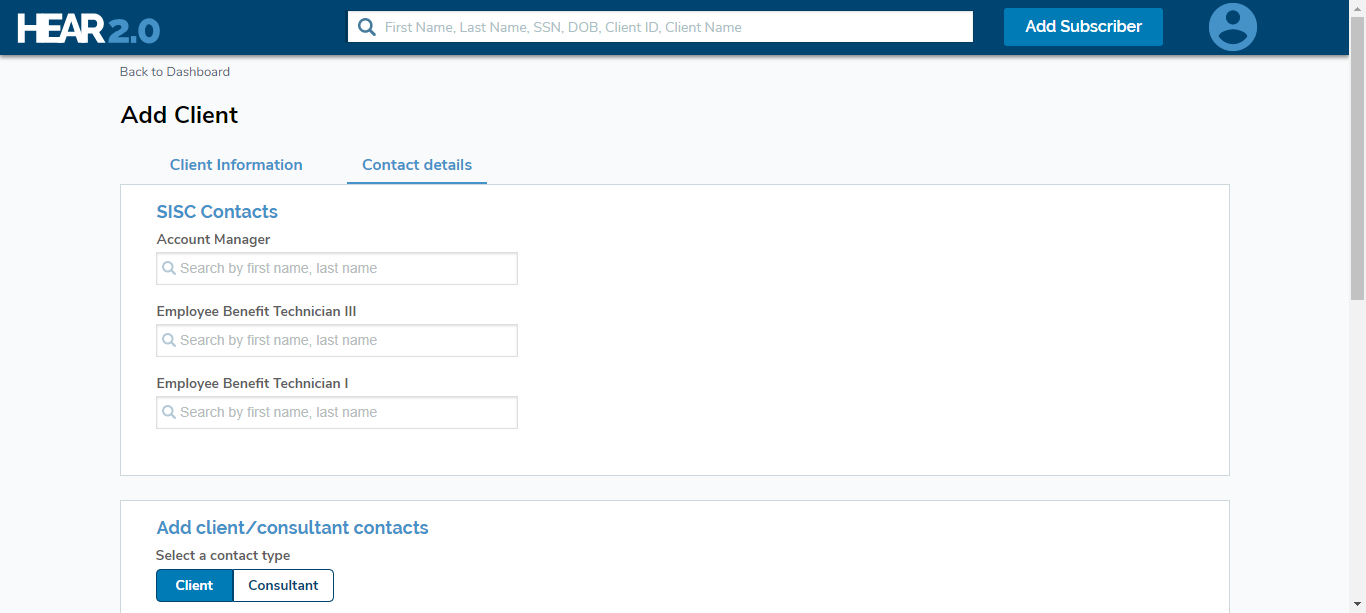 HEAR 2.0
First Name, Last Name, SSN, DOB, Client ID, Client Name
Add Subscriber
Back to Dashboard
Add Client
Client Information
Contact details
SISC Contacts
Account Manager
Search by first name, last name
Employee Benefit Technician III
Search by first name, last name
Employee Benefit Technician I
Search by first name, last name
Add client/consultant contacts
Select a contact type
Client
Consultant